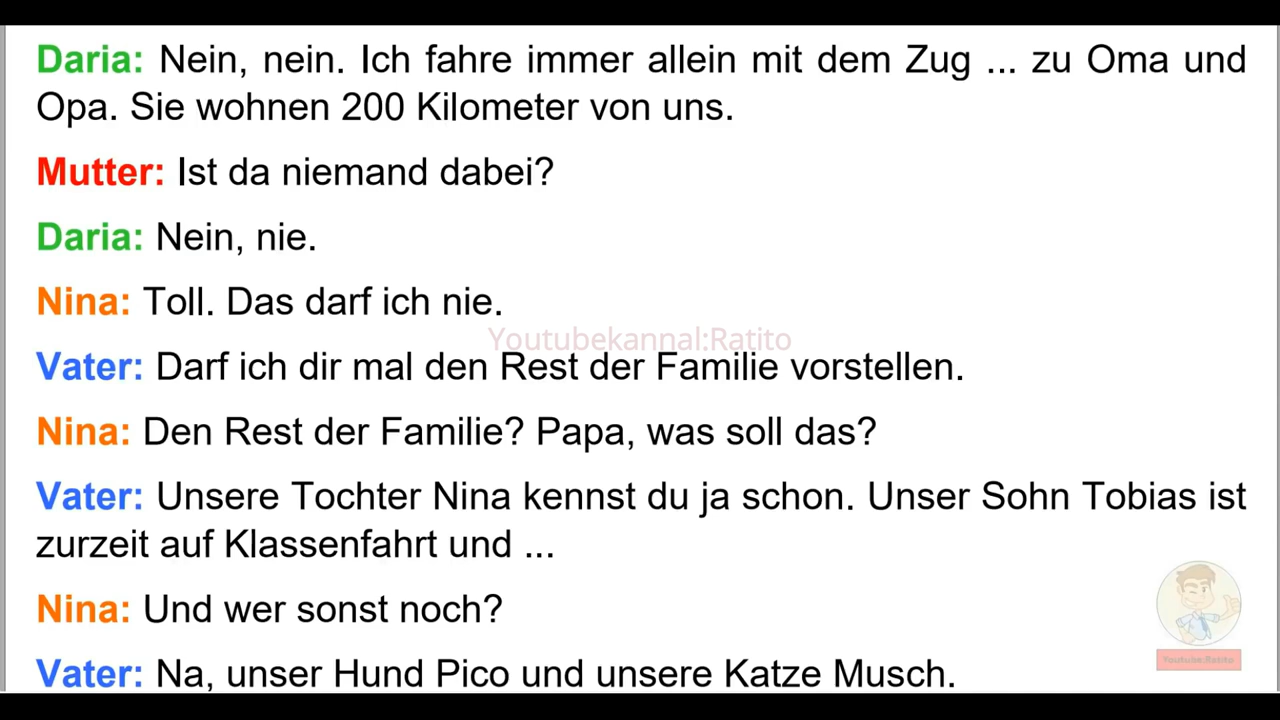 Daria: Nein, nein. Ich fahre immer allein mit dem Zug ... zu Oma und
Opa. Sie wohnen 200 Kilometer von uns.
Mutter: Ist da niemand dabei?
Daria: Nein, nie.
Nina: Toll. Das darf ich nie.
Youtubekannal:Ratito
Vater: Darf ich dir mal den Rest der Familie vorstellen.
Nina: Den Rest der Familie? Papa, was soll das?
Vater: Unsere Tochter Nina kennst du ja schon. Unser Sohn Tobias ist
zurzeit auf Klassenfahrt und ...
Nina: Und wer sonst noch?
Youtube:Ratito
Vater: Na, unser Hund Pico und unsere Katze Musch.